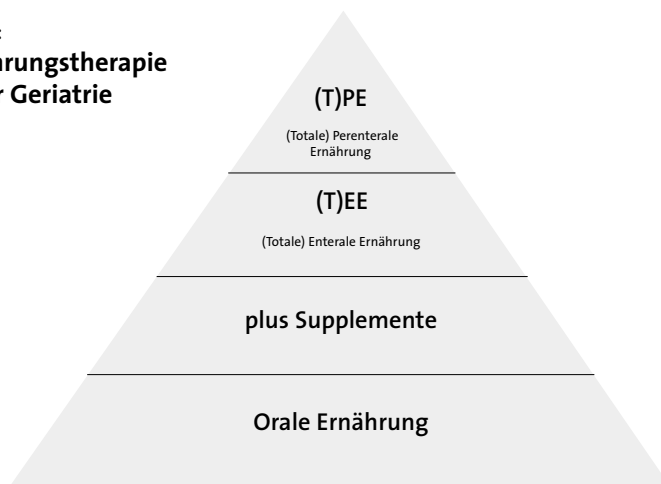 :
hrungstherapie
r Geriatrie
(T)PE
(Totale) Perenterale
Ernährung
(T)EE
(Totale) Enterale Ernährung
plus Supplemente
Orale Ernährung